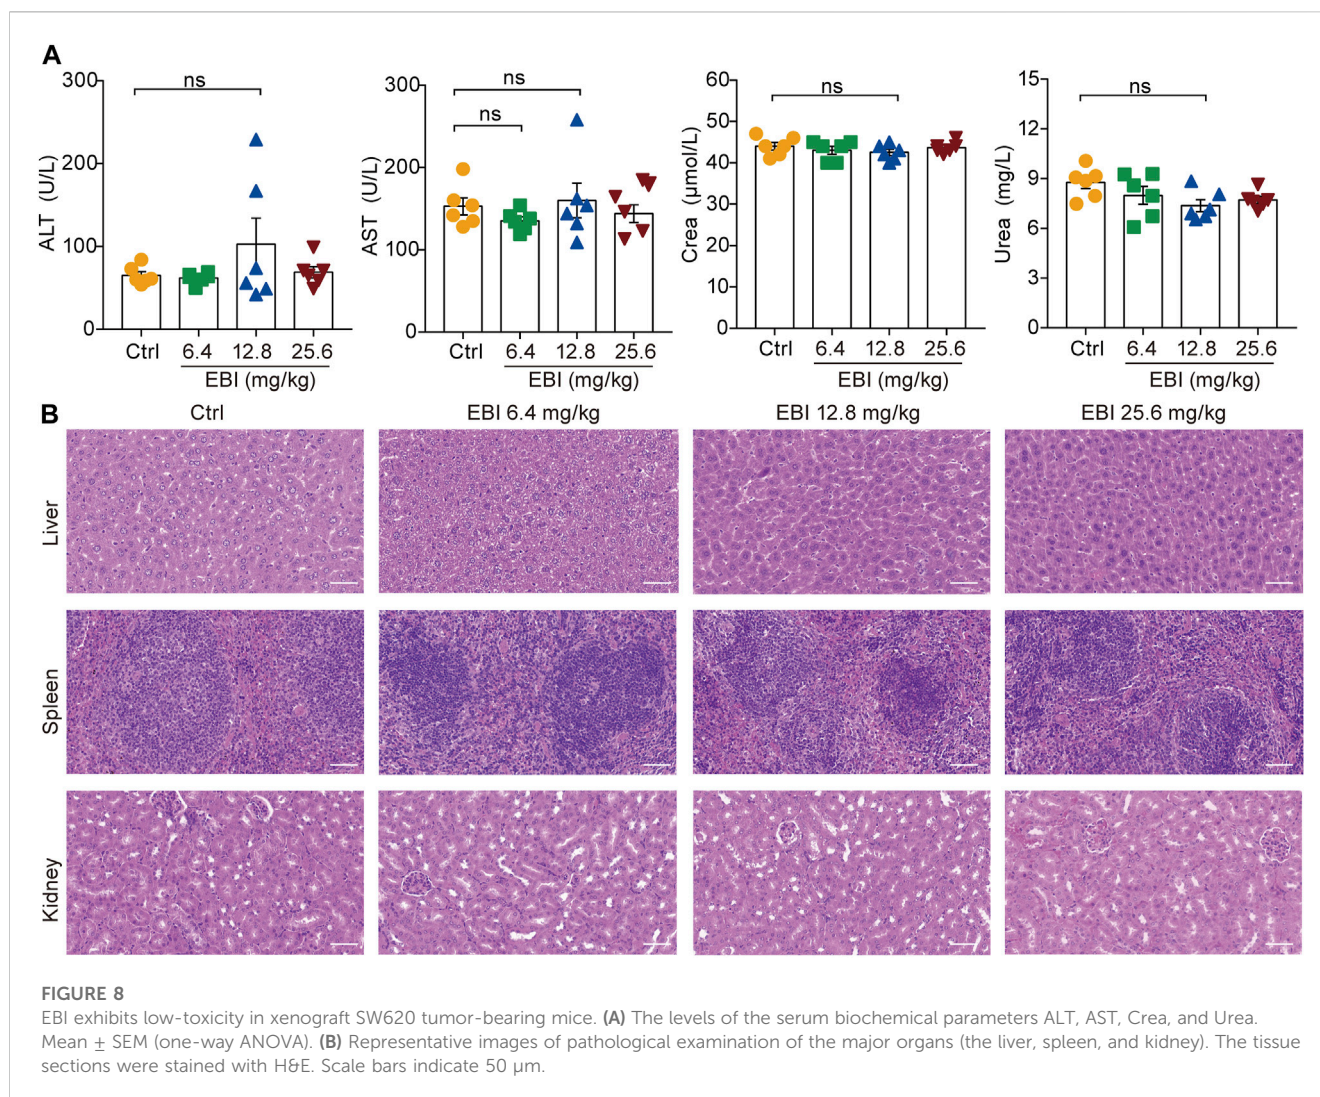 A
300
200
100
0
ALT (U/L)
ns
Ctrl 6.4 12.8 25.6
EBI (mg/kg)
300
200
100
0
AST (U/L)
ns
ns
Ctrl 6.4 12.8 25.6
EBI (mg/kg)
60
50
40
30
20
10
0
Crea (µmol/L)
ns
Ctrl 6.4 12.8 25.6
EBI (mg/kg)
15
12
9
6
3
0
Urea (mg/L)
ns
Ctrl 6.4 12.8 25.6
EBI (mg/kg)
B
Ctrl EBI 6.4 mg/kg EBI 12.8 mg/kg EBI 25.6 mg/kg
Liver
Spleen
Kidney
FIGURE 8
EBI exhibits low-toxicity in xenograft SW620 tumor-bearing mice. (A) The levels of the serum biochemical parameters ALT, AST, Crea, and Urea.
Mean ± SEM (one-way ANOVA). (B) Representative images of pathological examination of the major organs (the liver, spleen, and kidney). The tissue
sections were stained with H&E. Scale bars indicate 50 µm.